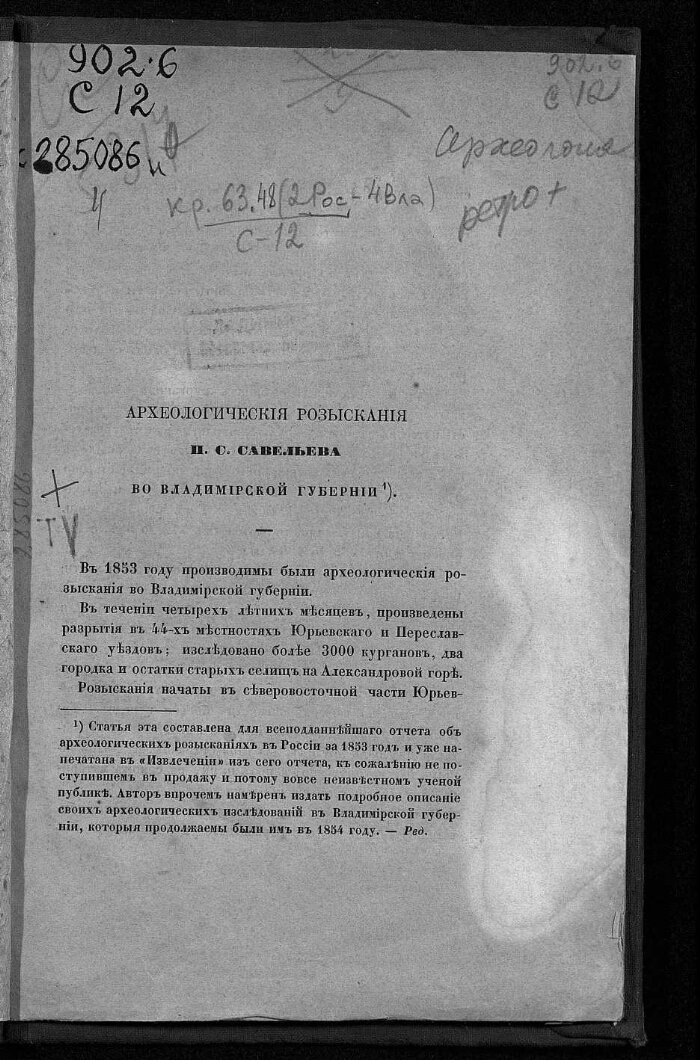 902.6
С 12
285086
кр. 63.48(2Рос-4Вла)
С-12
902.6
С 12
Археология
ретро+
АРХЕОЛОГИЧЕСКІЯ РОЗЫСКАНІЯ
П. С. САВЕЛЬЕВА
ВО ВЛАДИМІРСКОЙ ГУБЕРНІИ ¹).
Въ 1853 году производимы были археологическія ро-
зысканія во Владимірской губерніи.
Въ теченіи четырехъ лѣтнихъ мѣсяцевъ, произведены
разрытія въ 44-хъ мѣстностяхъ Юрьевскаго и Переслав-
скаго уѣздовъ; изслѣдовано болѣе 3000 кургановъ, два
городка и остатки старыхъ селищъ на Александровой горѣ.
Розысканія начаты въ сѣверовосточной части Юрьев-
¹) Статья эта составлена для всеподданнѣйшаго отчета объ
археологическихъ розысканіяхъ въ Россіи за 1853 годъ и уже на-
печатана въ «Извлеченіи» изъ сего отчета, къ сожалѣнію не по-
ступившемъ въ продажу и потому вовсе неизвѣстномъ ученой
публикѣ. Авторъ впрочемъ намѣренъ издать подробное описаніе
своихъ археологическихъ изслѣдованій въ Владимірской губер-
ніи, которыя продолжаемы были имъ въ 1854 году. — Ред.